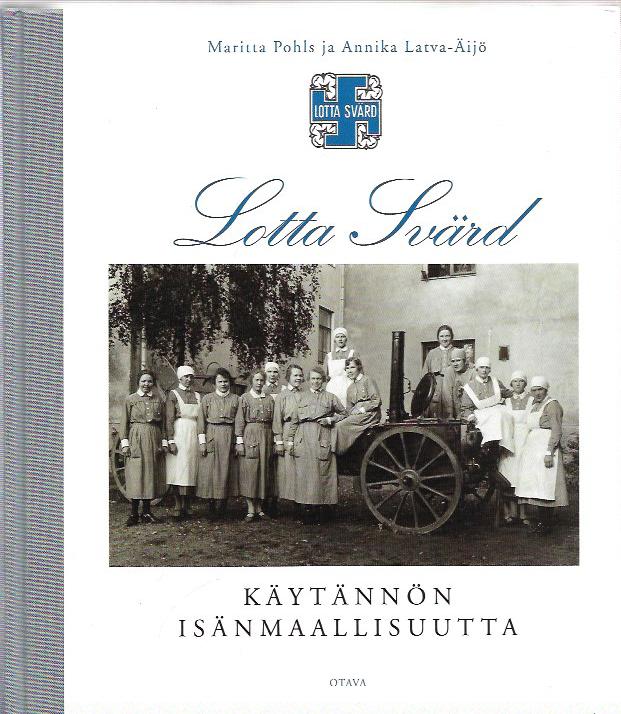 Maritta Pohls ja Annika Latva-Äijö
LOTTA SVÄRD
Lotta Svärd
KÄYTÄNNÖN
ISÄNMAALLISUUTTA
OTAVA